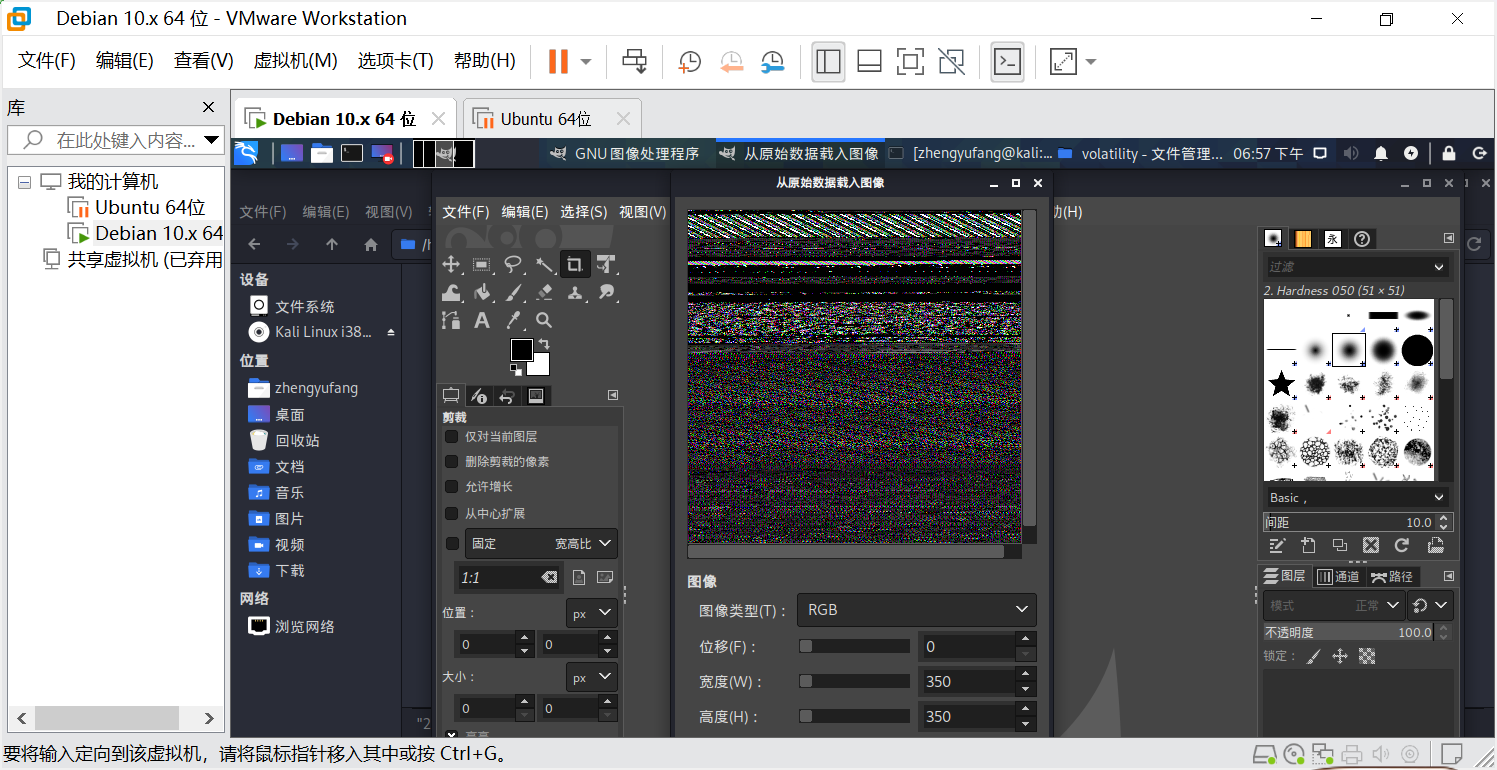 Debian 10.x 64 位 - VMware Workstation
文件(F) 编辑(E) 查看(V) 虚拟机(M) 选项卡(T) 帮助(H)
库
在此处键入内容...
我的计算机
Ubuntu 64位
Debian 10.x 64
共享虚拟机 (已弃用
Debian 10.x 64 位
Ubuntu 64位
GNU 图像处理程序
从原始数据载入图像
[zhengyufang@kali:...
volatility - 文件管理...
06:57 下午
文件(F) 编辑(E) 视图(V)
设备
文件系统
Kali Linux i38...
位置
zhengyufang
桌面
回收站
文档
音乐
图片
视频
下载
网络
浏览网络
"2
文件(F) 编辑(E) 选择(S) 视图(V)
助(H)
剪裁
仅对当前图层
删除剪裁的像素
允许增长
从中心扩展
固定 宽高比
1:1
位置： px
0 0
大小： px
0 0
从原始数据载入图像
图像
图像类型(T)： RGB
位移(F)： 0
宽度(W)： 350
高度(H)： 350
过滤
2. Hardness 050 (51 × 51)
Basic ,
间距 10.0
图层 通道 路径
模式 正常
不透明度 100.0
锁定：
要将输入定向到该虚拟机，请将鼠标指针移入其中或按 Ctrl+G。